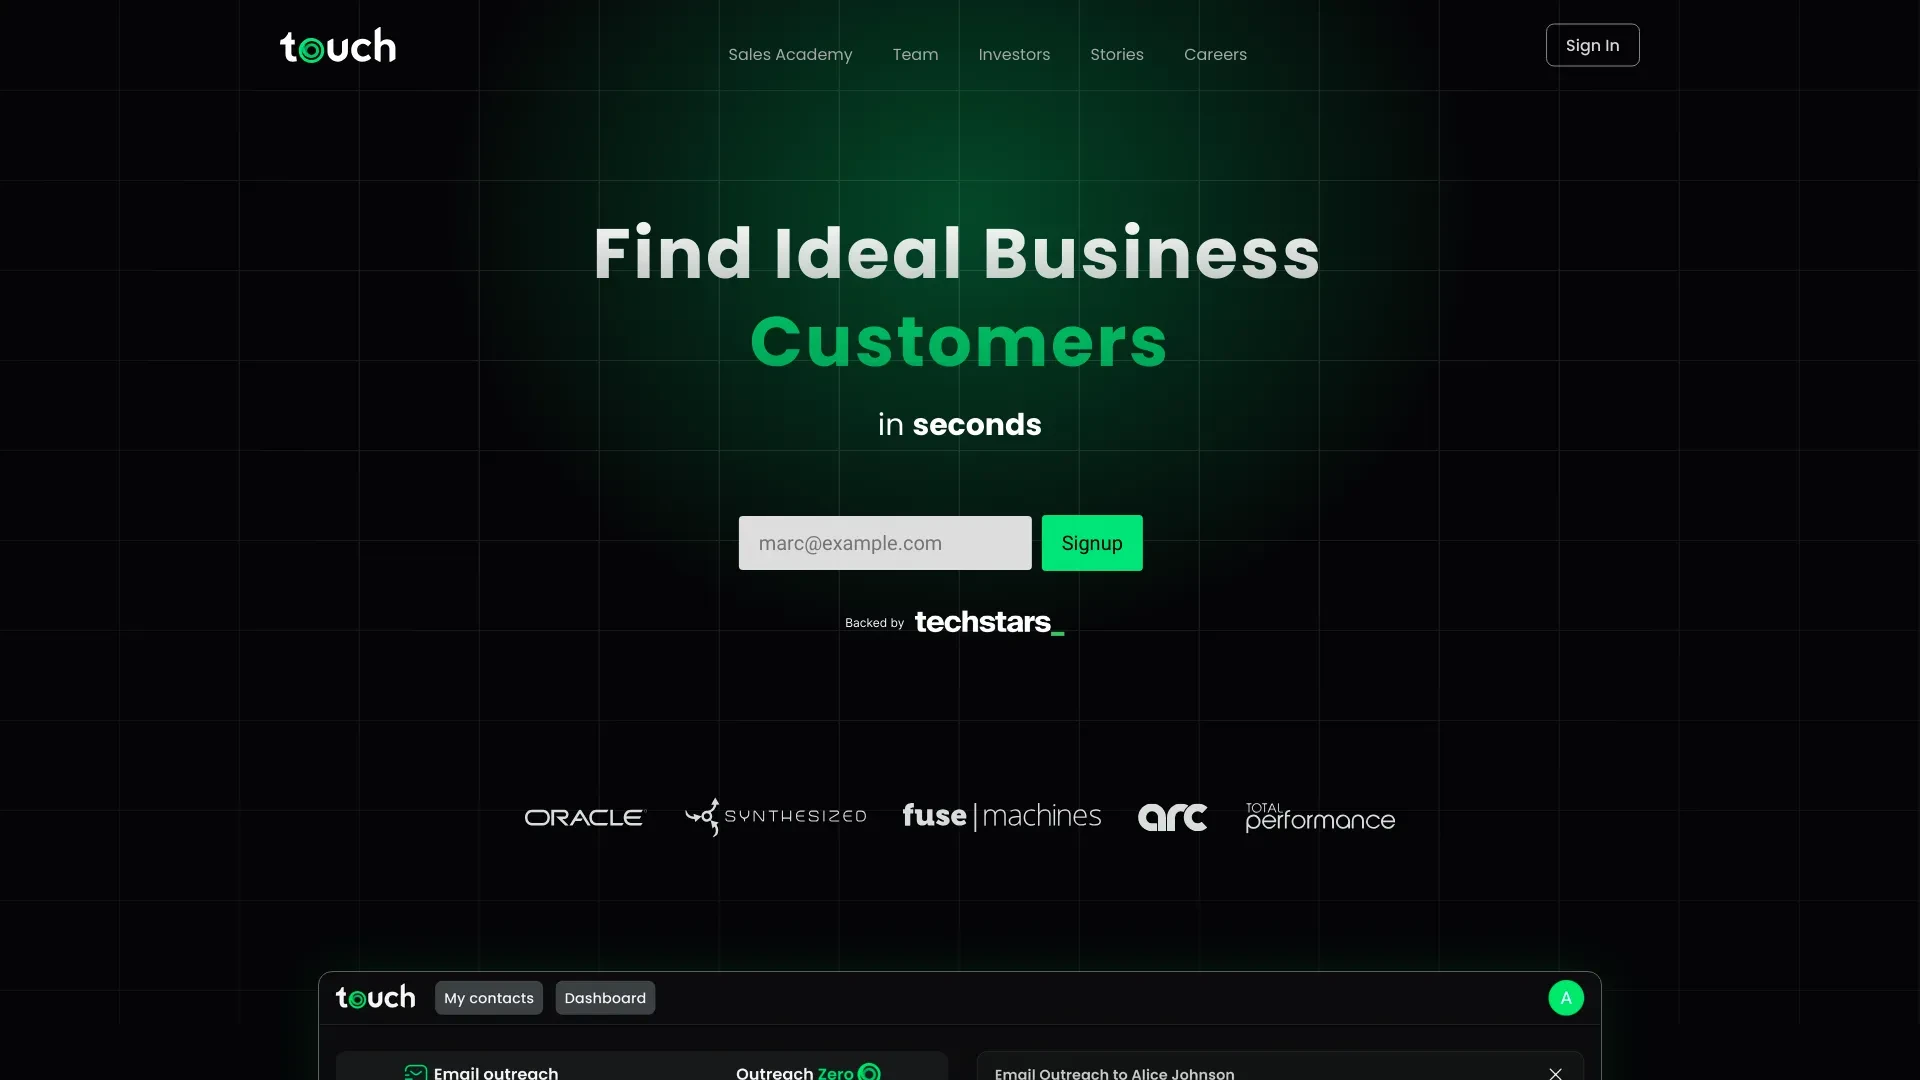 touch
Sales Academy Team Investors Stories Careers
Sign In
Find Ideal Business
Customers
in seconds
marc@example.com
Signup
Backed by techstars_
ORACLE SYNTHESIZED fuse|machines arc TOTAL performance
touch My contacts Dashboard A
Email outreach Outreach Zero Email Outreach to Alice Johnson